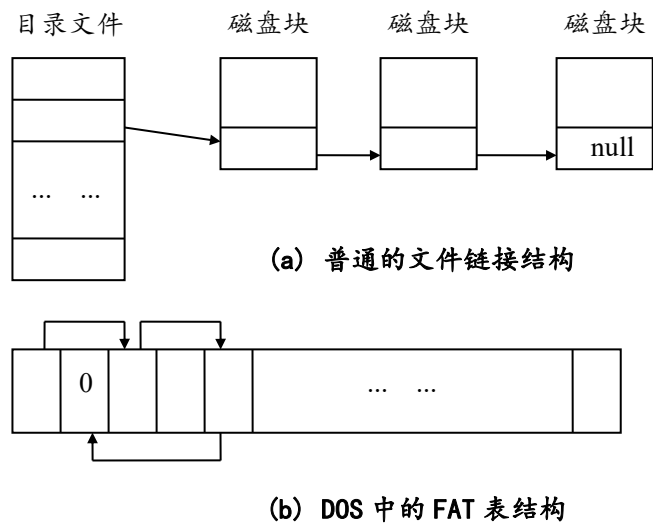 目录文件 磁盘块 磁盘块 磁盘块
null
... ...
(a) 普通的文件链接结构
0
... ...
(b) DOS 中的 FAT 表结构